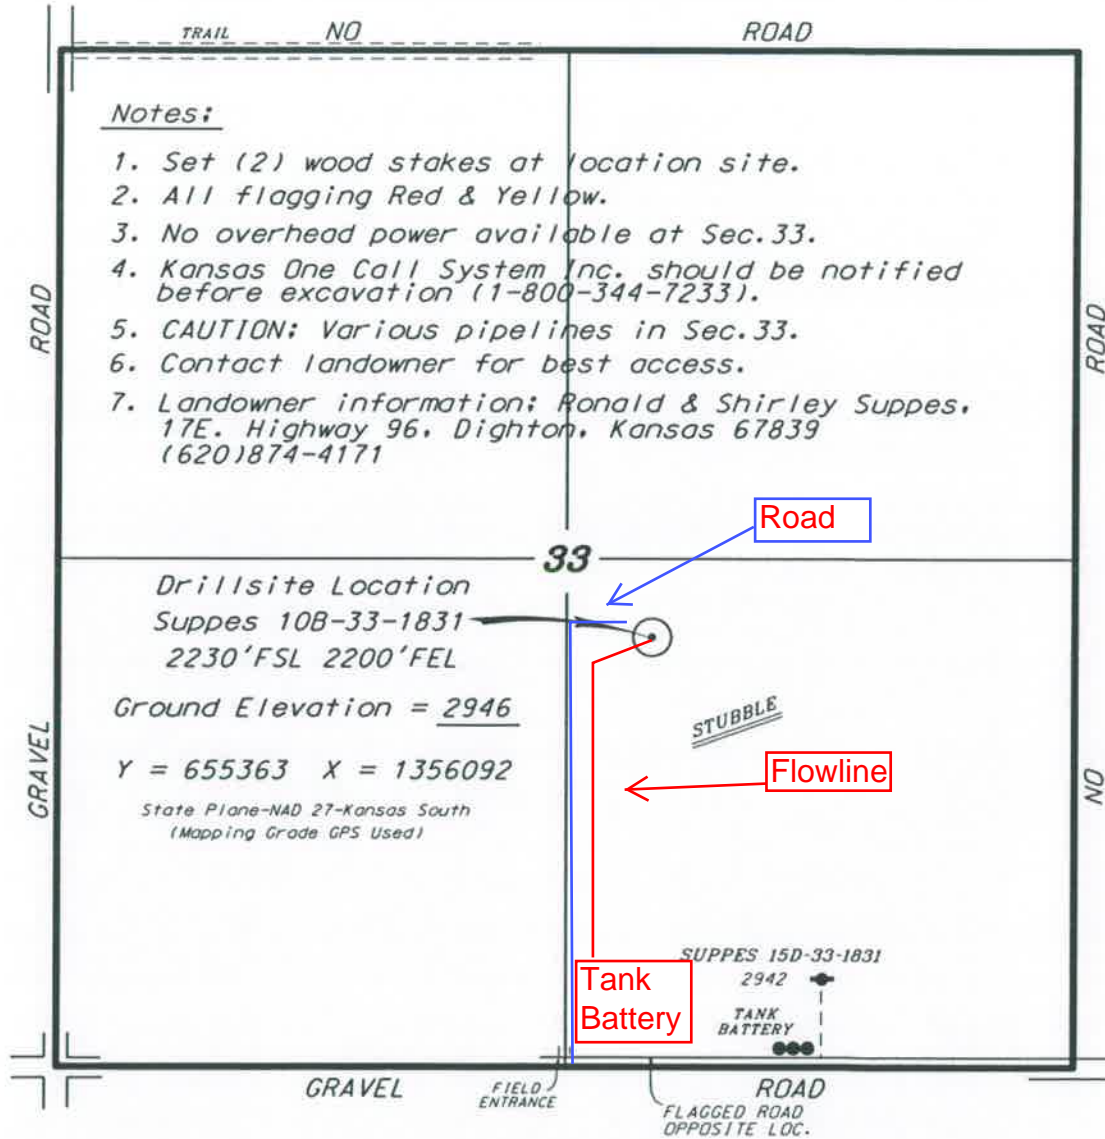 TRAIL NO ROAD
Notes:
1. Set (2) wood stakes at location site.
2. All flagging Red & Yellow.
3. No overhead power available at Sec.33.
4. Kansas One Call System Inc. should be notified
before excavation (1-800-344-7233).
5. CAUTION: Various pipelines in Sec.33.
6. Contact landowner for best access.
7. Landowner information: Ronald & Shirley Suppes,
17E. Highway 96, Dighton, Kansas 67839
(620)874-4171
ROAD
ROAD
Road
33
Drillsite Location
Suppes 10B-33-1831
2230'FSL 2200'FEL
Ground Elevation = 2946
Y = 655363 X = 1356092
State Plane-NAD 27-Kansas South
(Mapping Grade GPS Used)
STUBBLE
Flowline
GRAVEL
NO
SUPPES 15D-33-1831
2942
Tank
Battery
TANK
BATTERY
GRAVEL
FIELD
ENTRANCE
ROAD
FLAGGED ROAD
OPPOSITE LOC.